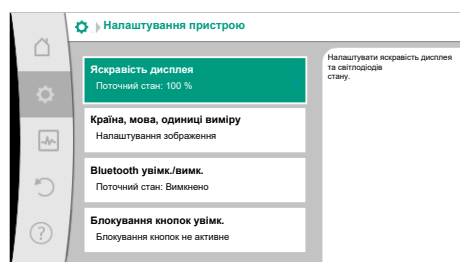 Налаштування пристрою
Яскравість дисплея
Поточний стан: 100 %
Країна, мова, одиниці виміру
Налаштування зображення
Bluetooth увімк./вимк.
Поточний стан: Вимкнено
Блокування кнопок увімк.
Блокування кнопок не активне
Налаштувати яскравість дисплея
та світлодіодів
стану.